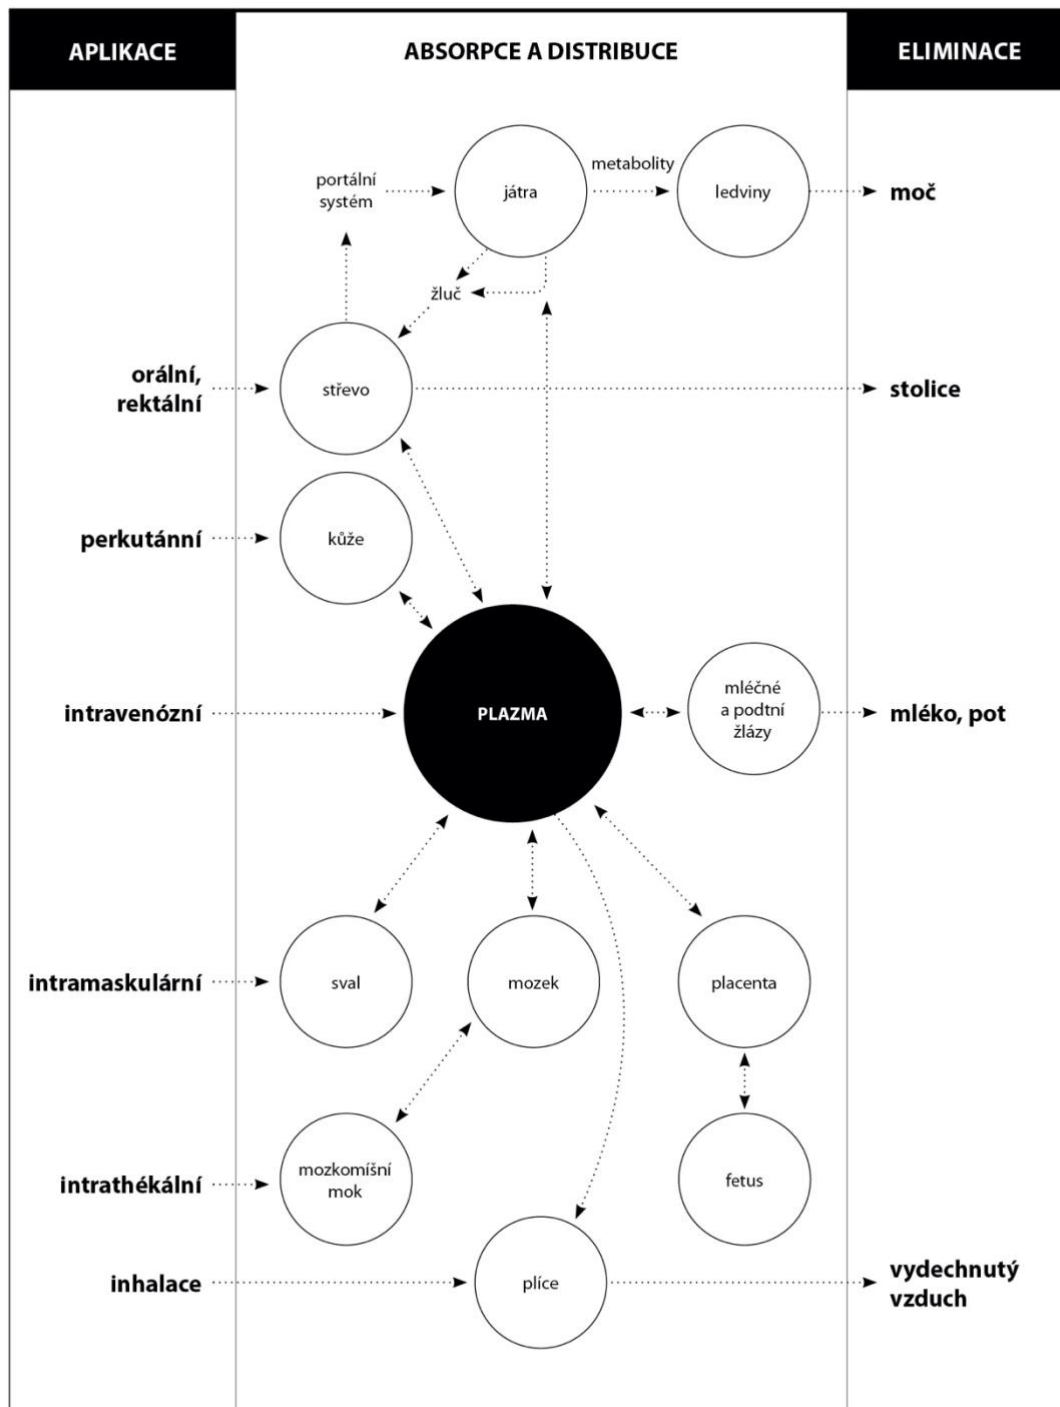 APLIKACE
ABSORPCE A DISTRIBUCE
ELIMINACE
portální
systém
játra
metabolity
ledviny
moč
žluč
orální,
rektální
střevo
stolice
perkutánní
kůže
intravenózní
PLAZMA
mléčné
a podtní
žlázy
mléko, pot
intramaskulární
sval
mozek
placenta
intrathékální
mozkomíšní
mok
fetus
inhalace
plíce
vydechnutý
vzduch